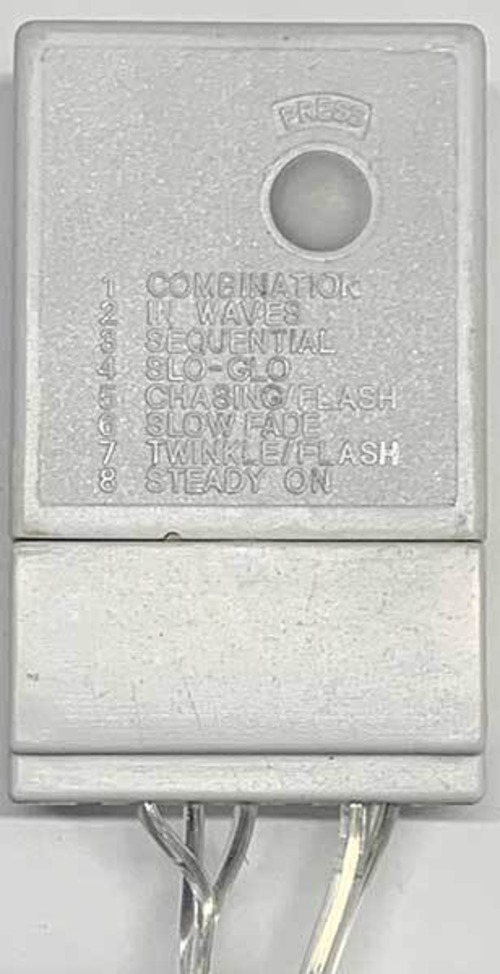 PRESS
1 COMBINATION
2 IN WAVES
3 SEQUENTIAL
4 SLO-GLO
5 CHASING/FLASH
6 SLOW FADE
7 TWINKLE/FLASH
8 STEADY ON